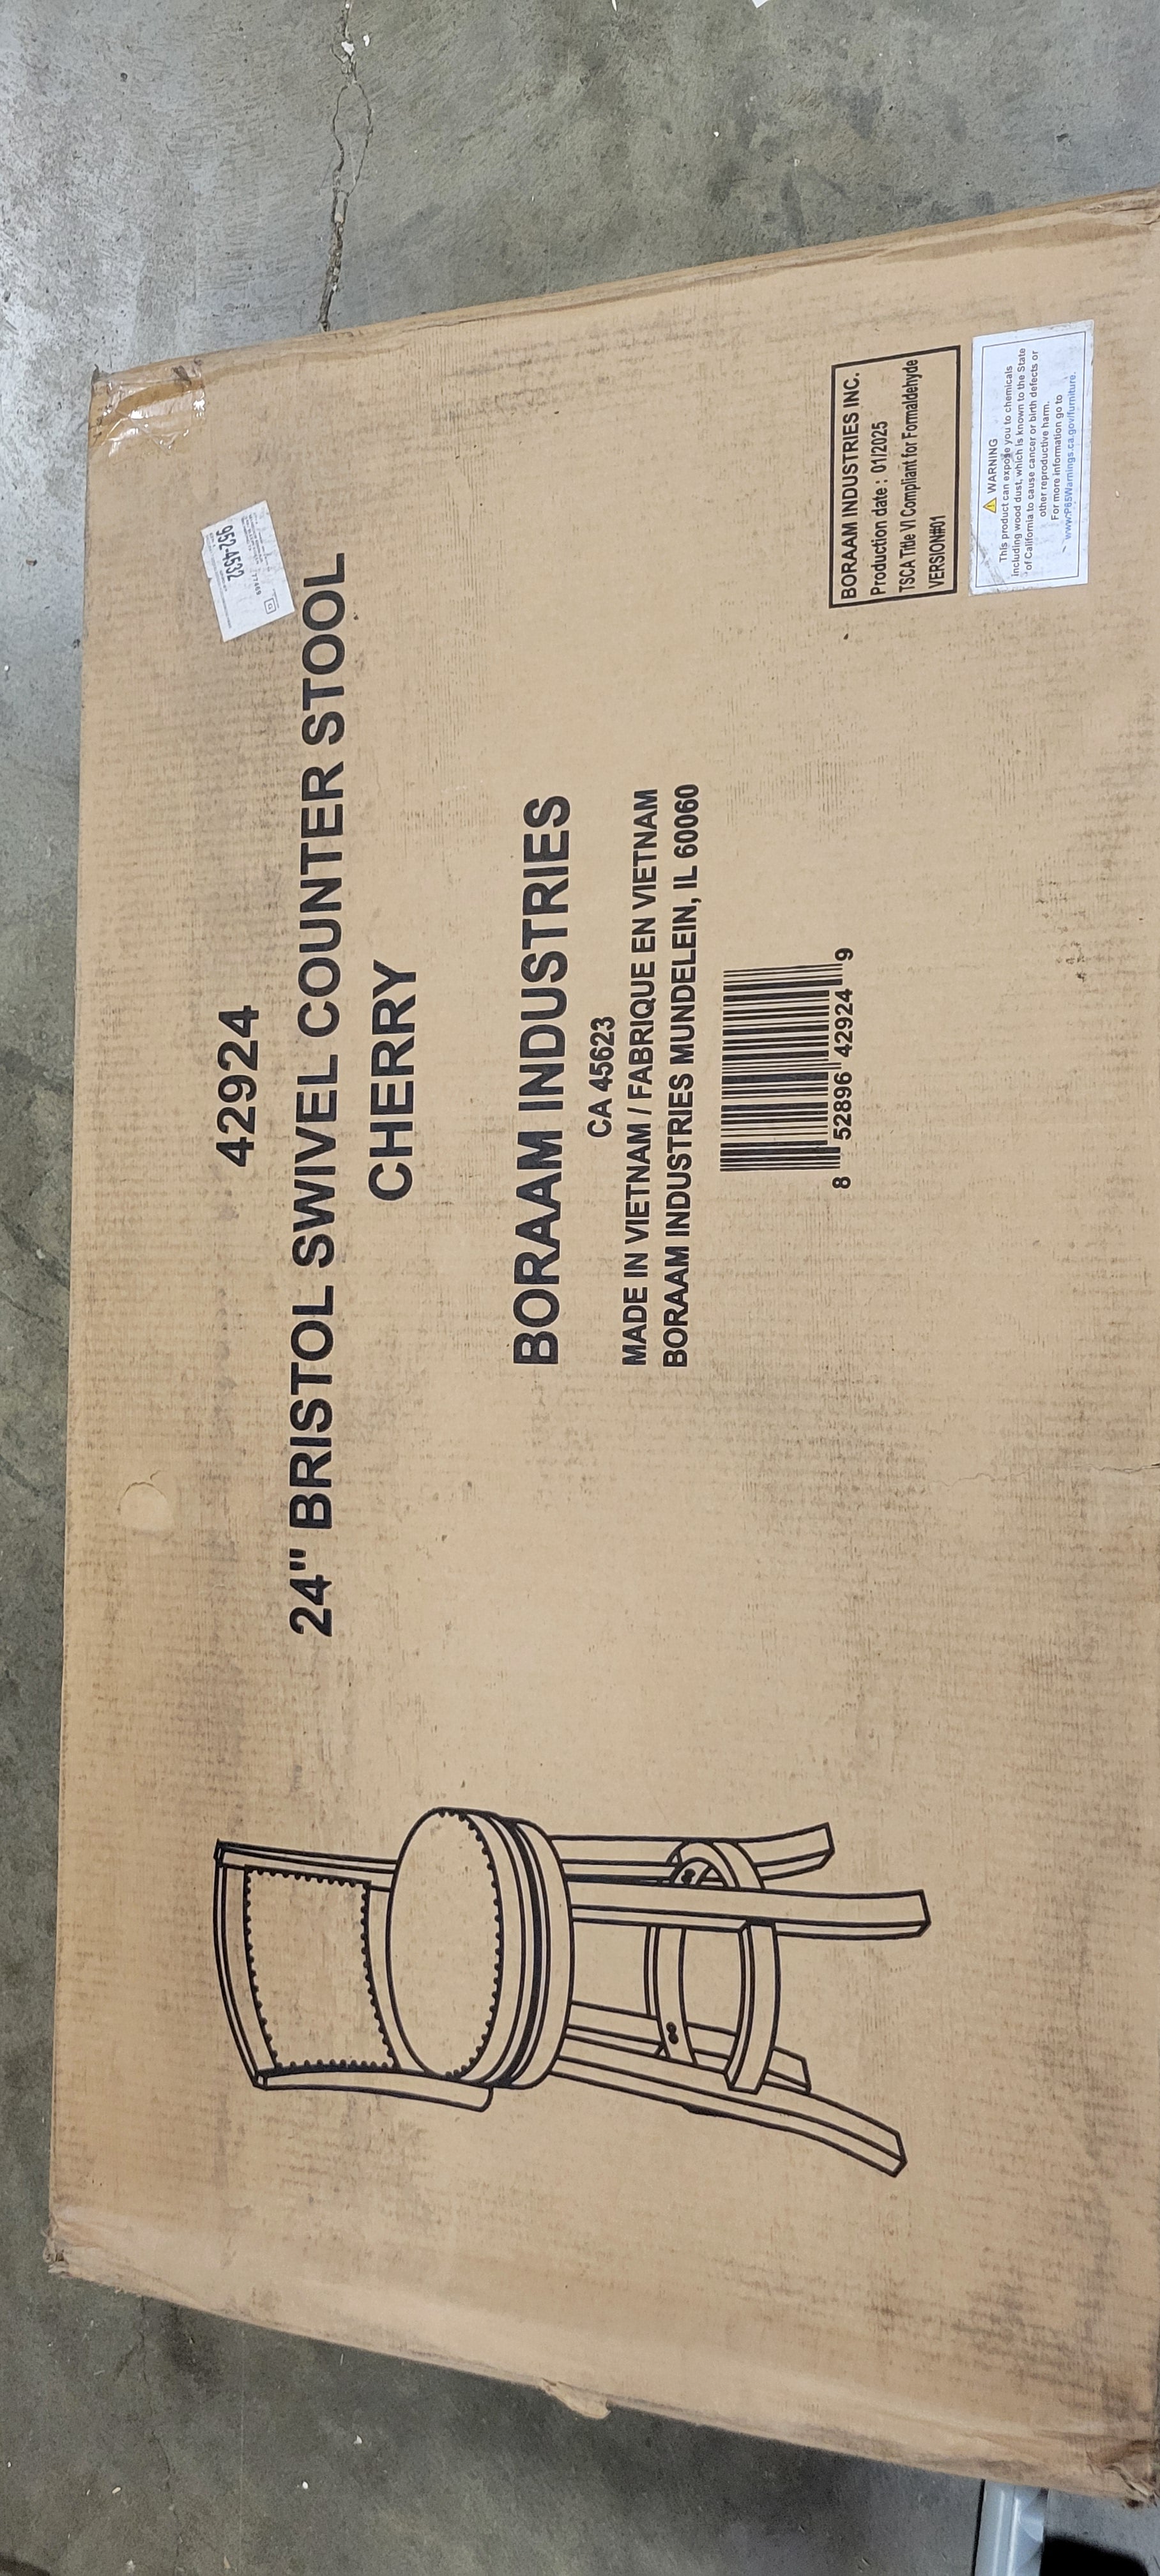 42924
24" BRISTOL SWIVEL COUNTER STOOL
CHERRY
BORAAM INDUSTRIES
CA 45623
MADE IN VIETNAM / FABRIQUE EN VIETNAM
BORAAM INDUSTRIES MUNDELEIN, IL 60060
8 52896 42924 9
BORAAM INDUSTRIES INC.
Production date : 01/2025
TSCA Title VI Compliant for Formaldehyde
VERSION#01
⚠ WARNING
This product can expose you to chemicals
including wood dust, which is known to the State
of California to cause cancer or birth defects or
other reproductive harm.
For more information go to
www.P65Warnings.ca.gov/furniture.
952-4532